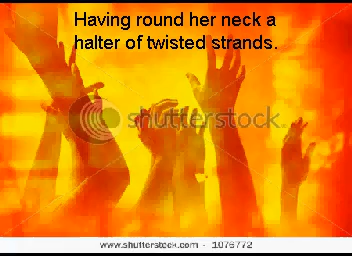 Having round her neck a
halter of twisted strands.
shutterstock
www.shutterstock.com · 1076772